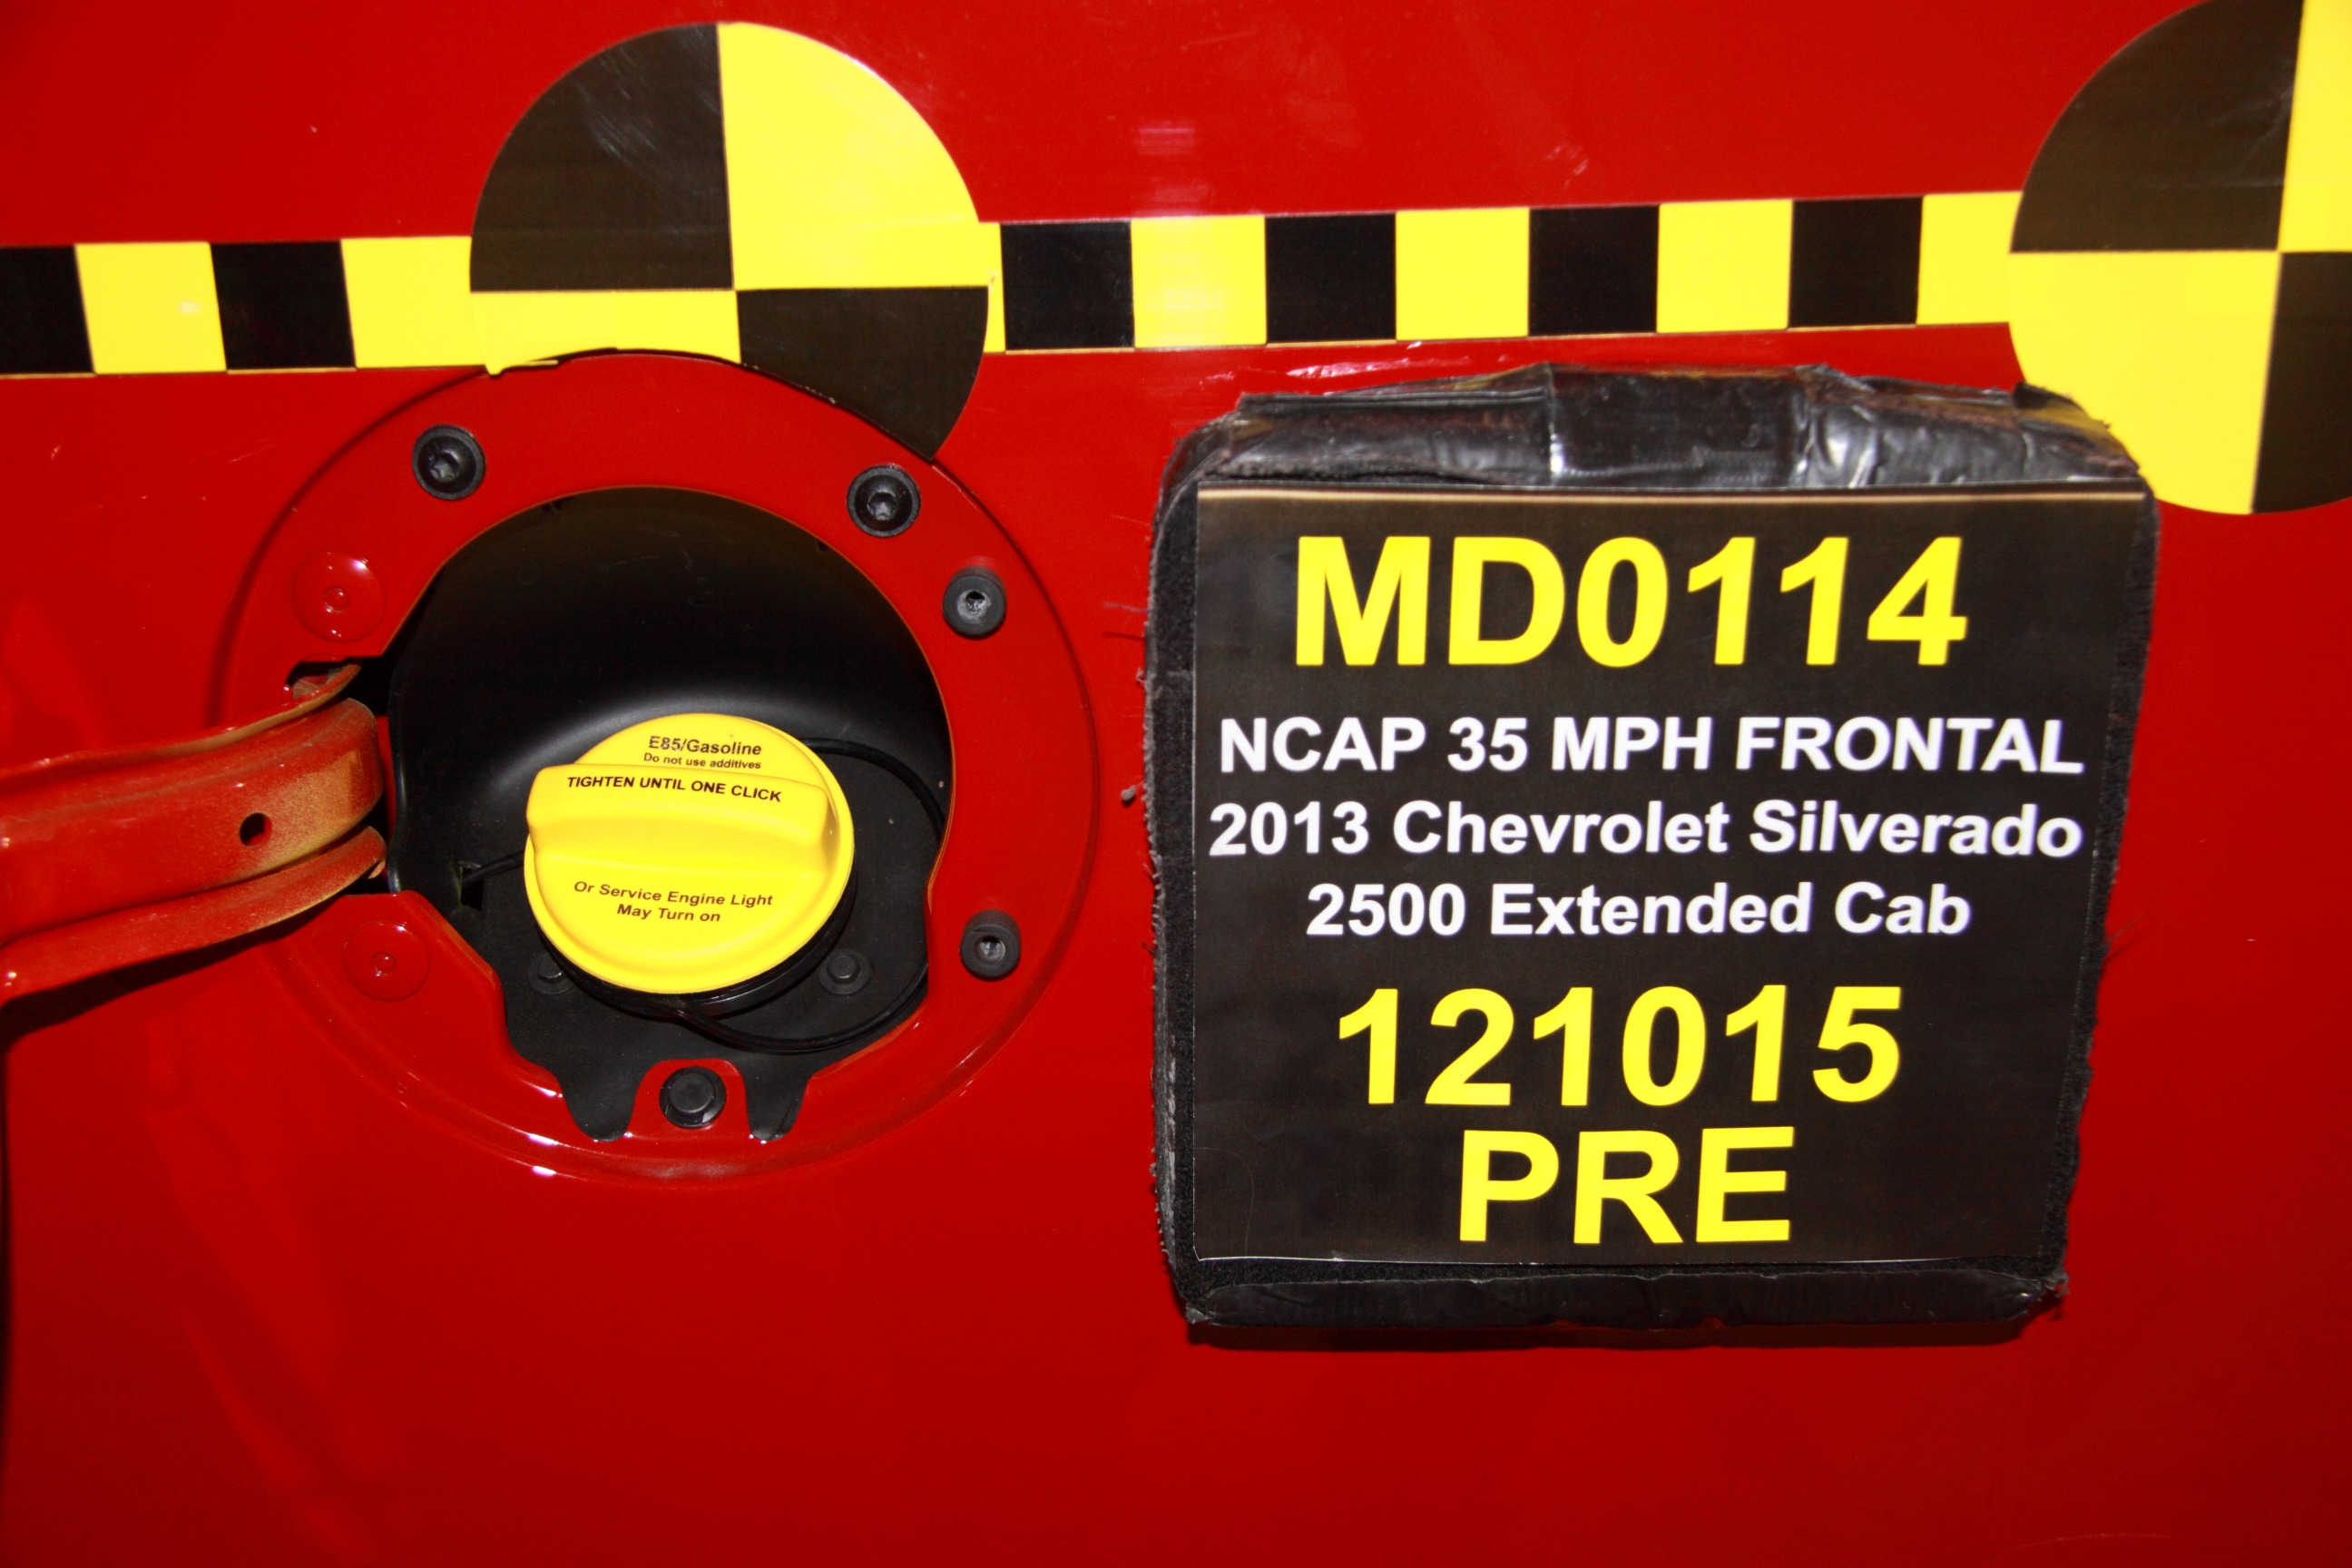 E85/Gasoline
Do not use additives
TIGHTEN UNTIL ONE CLICK
Or Service Engine Light
May Turn on
MD0114
NCAP 35 MPH FRONTAL
2013 Chevrolet Silverado
2500 Extended Cab
121015
PRE